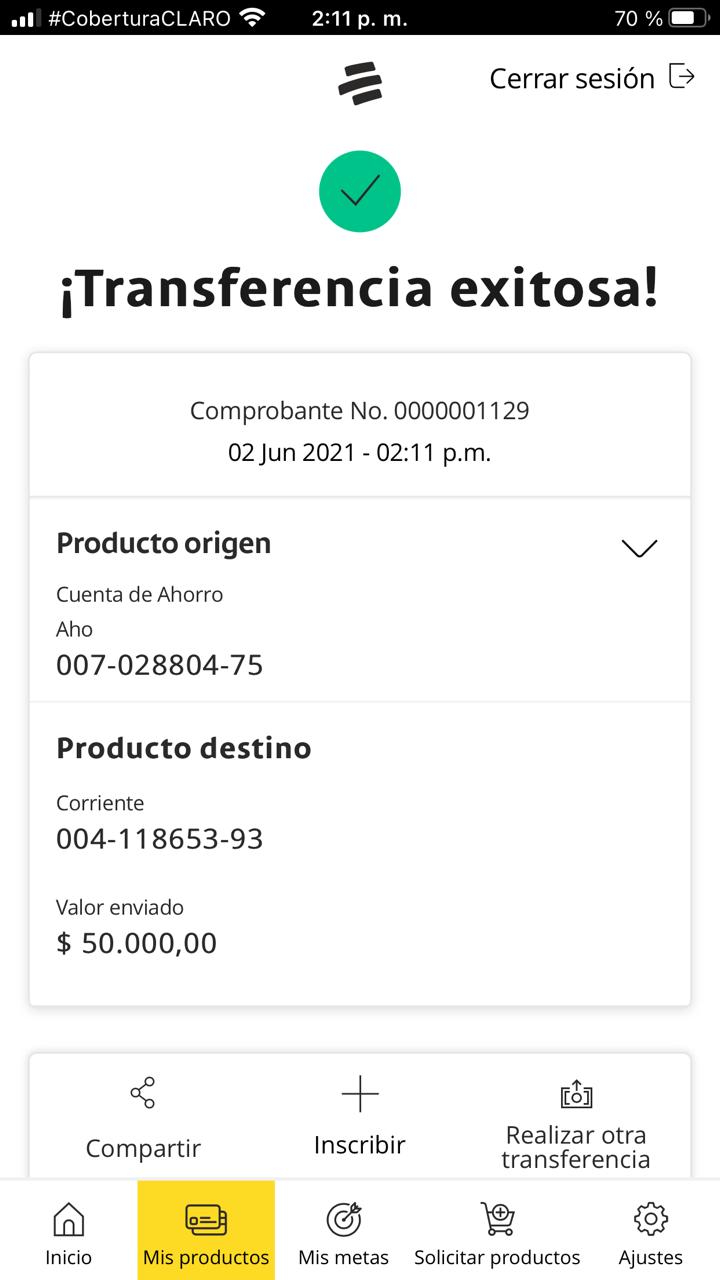 #CoberturaCLARO 2:11 p. m. 70 %
Cerrar sesión
¡Transferencia exitosa!
Comprobante No. 0000001129
02 Jun 2021 - 02:11 p.m.
Producto origen
Cuenta de Ahorro
Aho
007-028804-75
Producto destino
Corriente
004-118653-93
Valor enviado
$ 50.000,00
Compartir
Inscribir
Realizar otra
transferencia
Inicio
Mis productos
Mis metas
Solicitar productos
Ajustes